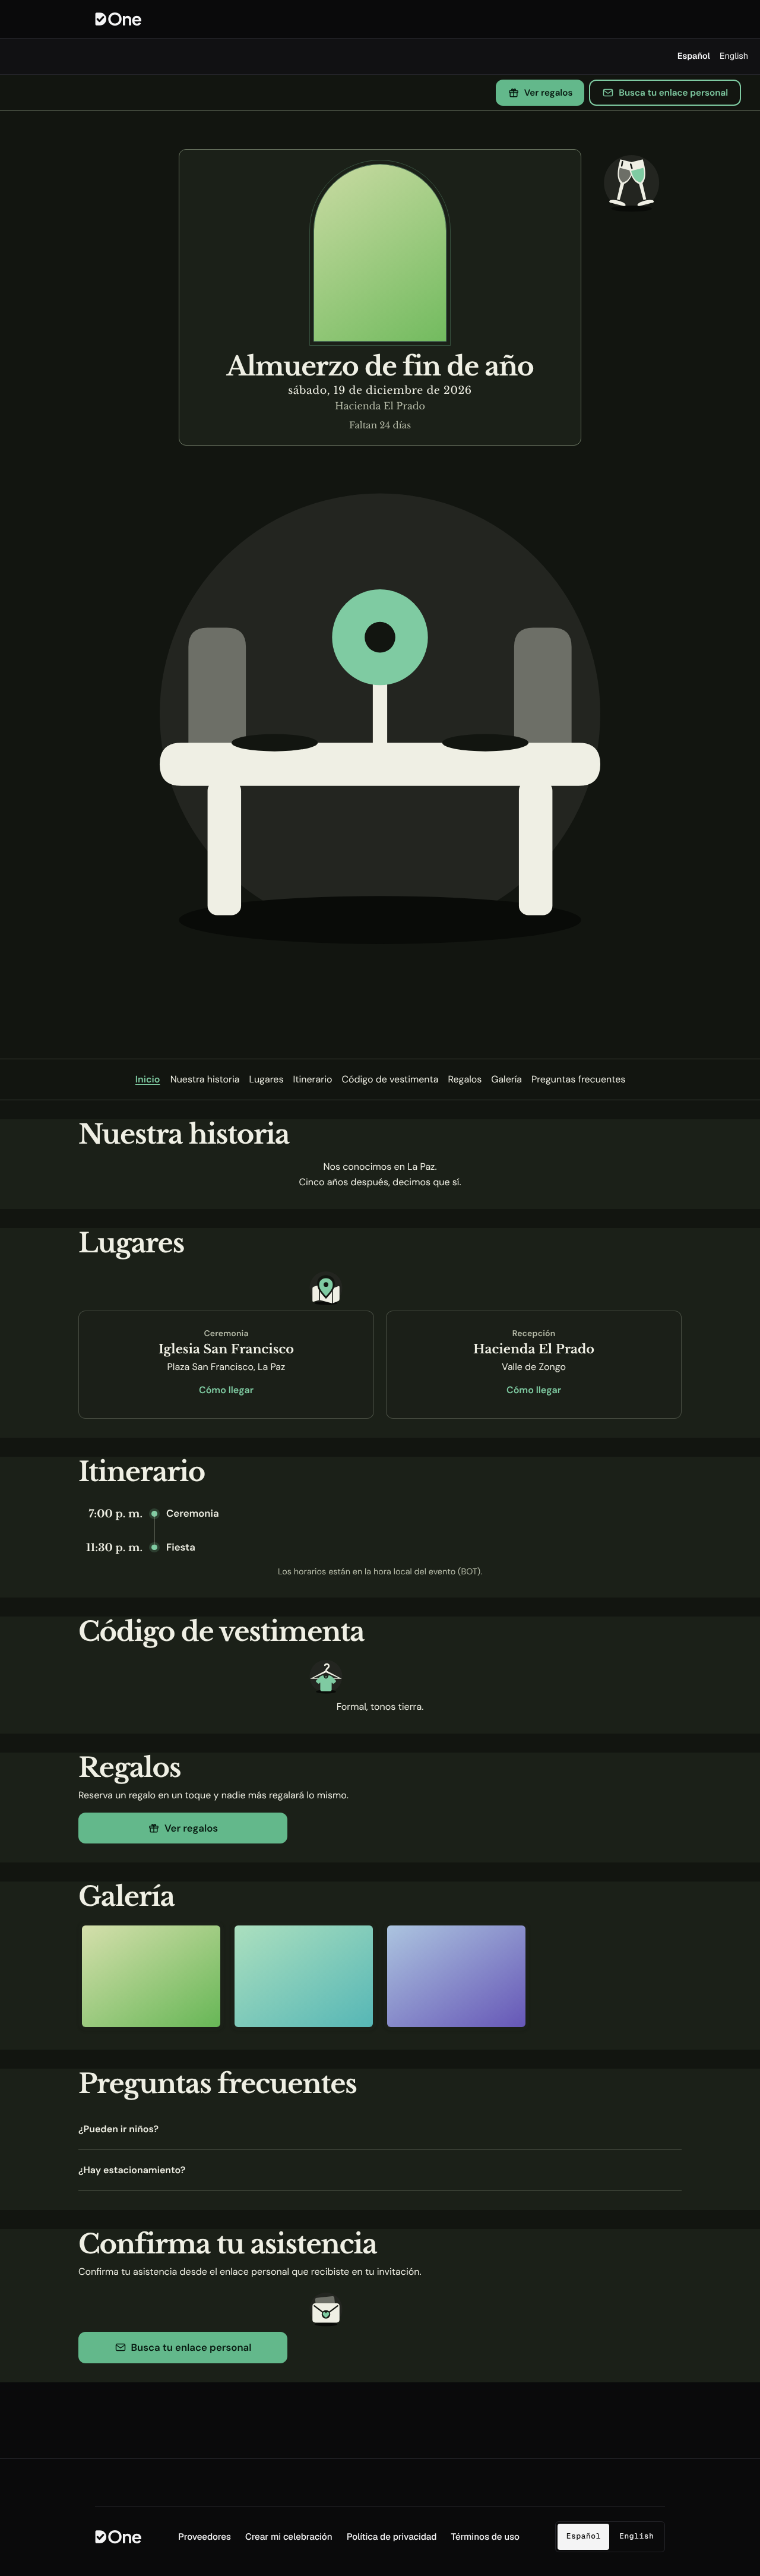 One
Español English
Ver regalos Busca tu enlace personal
Almuerzo de fin de año
sábado, 19 de diciembre de 2026
Hacienda El Prado
Faltan 24 días
Inicio Nuestra historia Lugares Itinerario Código de vestimenta Regalos Galería Preguntas frecuentes
Nuestra historia
Nos conocimos en La Paz.
Cinco años después, decimos que sí.
Lugares
Ceremonia
Iglesia San Francisco
Plaza San Francisco, La Paz
Cómo llegar
Recepción
Hacienda El Prado
Valle de Zongo
Cómo llegar
Itinerario
7:00 p. m. Ceremonia
11:30 p. m. Fiesta
Los horarios están en la hora local del evento (BOT).
Código de vestimenta
Formal, tonos tierra.
Regalos
Reserva un regalo en un toque y nadie más regalará lo mismo.
Ver regalos
Galería
Preguntas frecuentes
¿Pueden ir niños?
¿Hay estacionamiento?
Confirma tu asistencia
Confirma tu asistencia desde el enlace personal que recibiste en tu invitación.
Busca tu enlace personal
One Proveedores Crear mi celebración Política de privacidad Términos de uso Español English